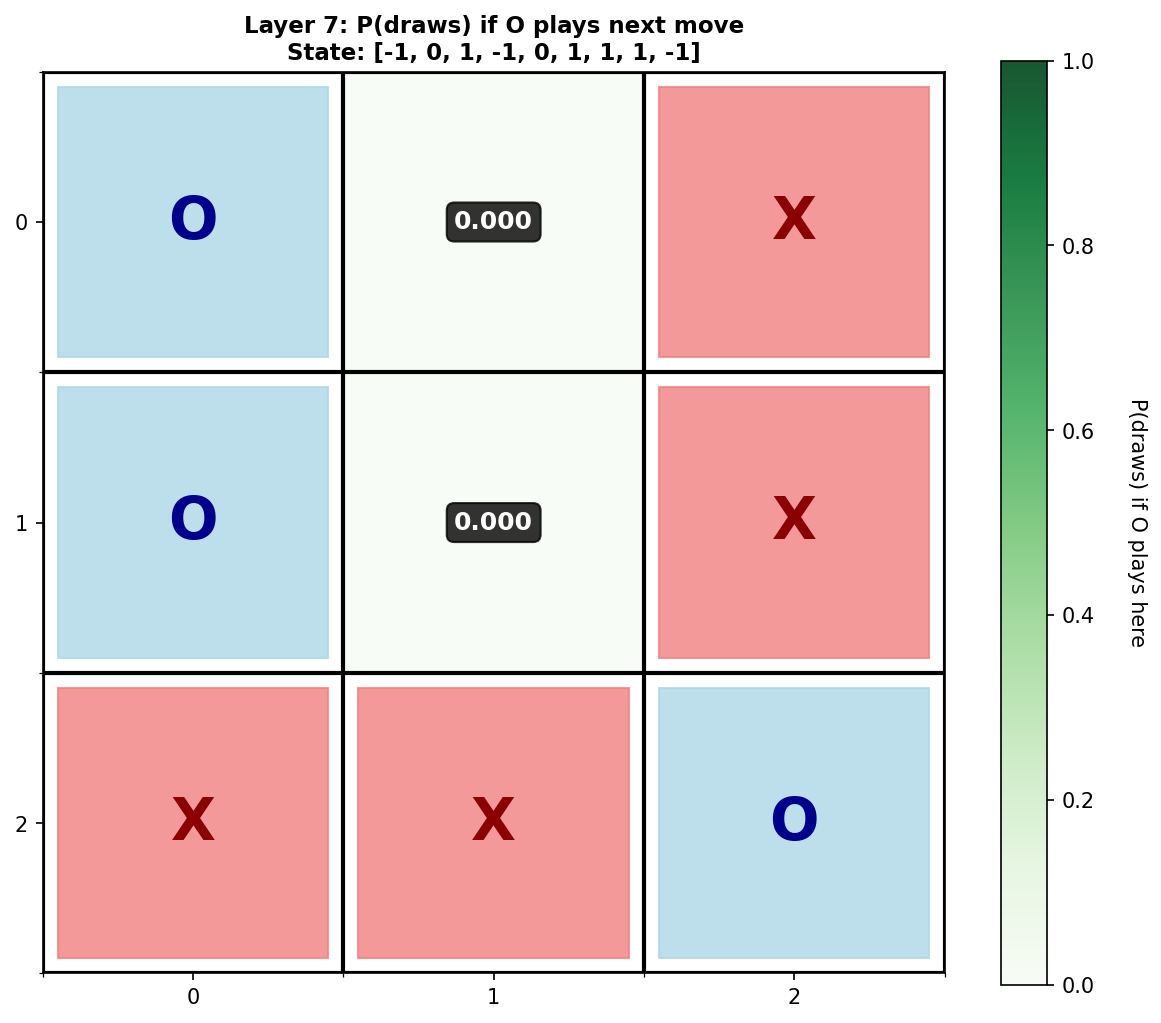 Layer 7: P(draws) if O plays next move
State: [-1, 0, 1, -1, 0, 1, 1, 1, -1]
1.0
0.8
0.6
0.4
0.2
0.0
P(draws) if O plays here
0
O
0.000
X
1
O
0.000
X
2
X
X
O
0
1
2